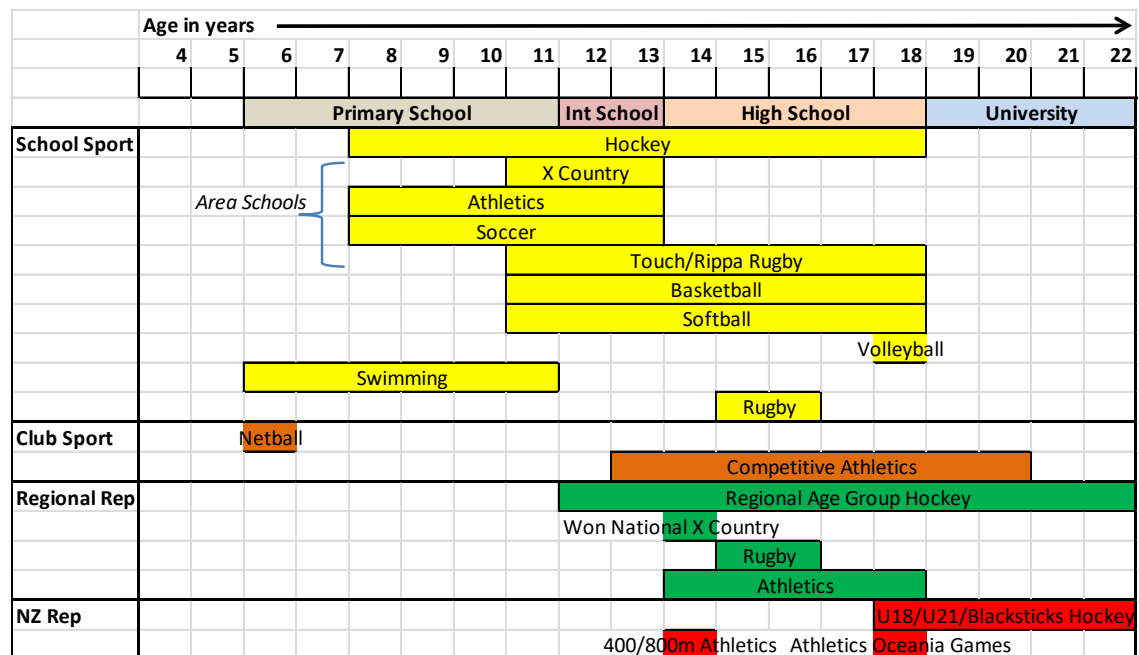 Age in years
4 5 6 7 8 9 10 11 12 13 14 15 16 17 18 19 20 21 22
Primary School Int School High School University
School Sport Hockey
X Country
Area Schools Athletics
Soccer
Touch/Rippa Rugby
Basketball
Softball
Volleyball
Swimming
Rugby
Club Sport Netball
Competitive Athletics
Regional Rep Regional Age Group Hockey
Won National X Country
Rugby
Athletics
NZ Rep U18/U21/Blacksticks Hockey
400/800m Athletics Athletics Oceania Games